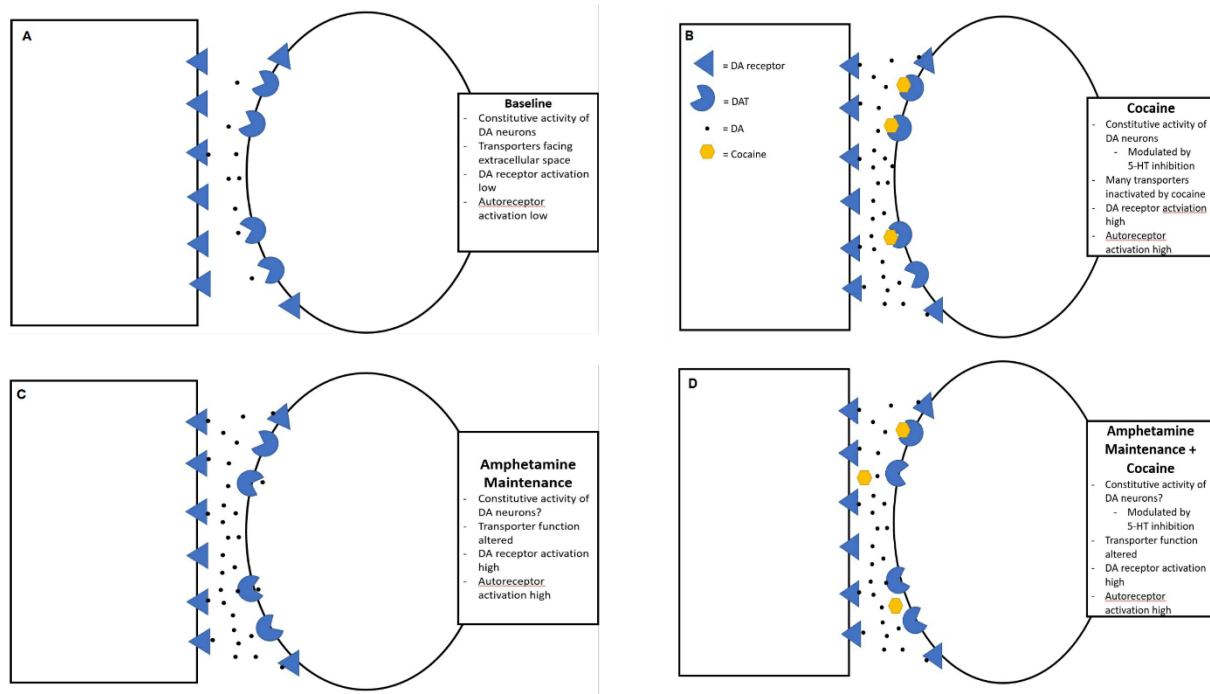 A
Baseline
- Constitutive activity of
DA neurons
- Transporters facing
extracellular space
- DA receptor activation
low
- Autoreceptor
activation low
B
= DA receptor
= DAT
= DA
= Cocaine
Cocaine
- Constitutive activity of
DA neurons
- Modulated by
5-HT inhibition
- Many transporters
inactivated by cocaine
- DA receptor actviation
high
- Autoreceptor
activation high
C
Amphetamine
Maintenance
- Constitutive activity of
DA neurons?
- Transporter function
altered
- DA receptor activation
high
- Autoreceptor
activation high
D
Amphetamine
Maintenance +
Cocaine
- Constitutive activity of
DA neurons?
- Modulated by
5-HT inhibition
- Transporter function
altered
- DA receptor activation
high
- Autoreceptor
activation high